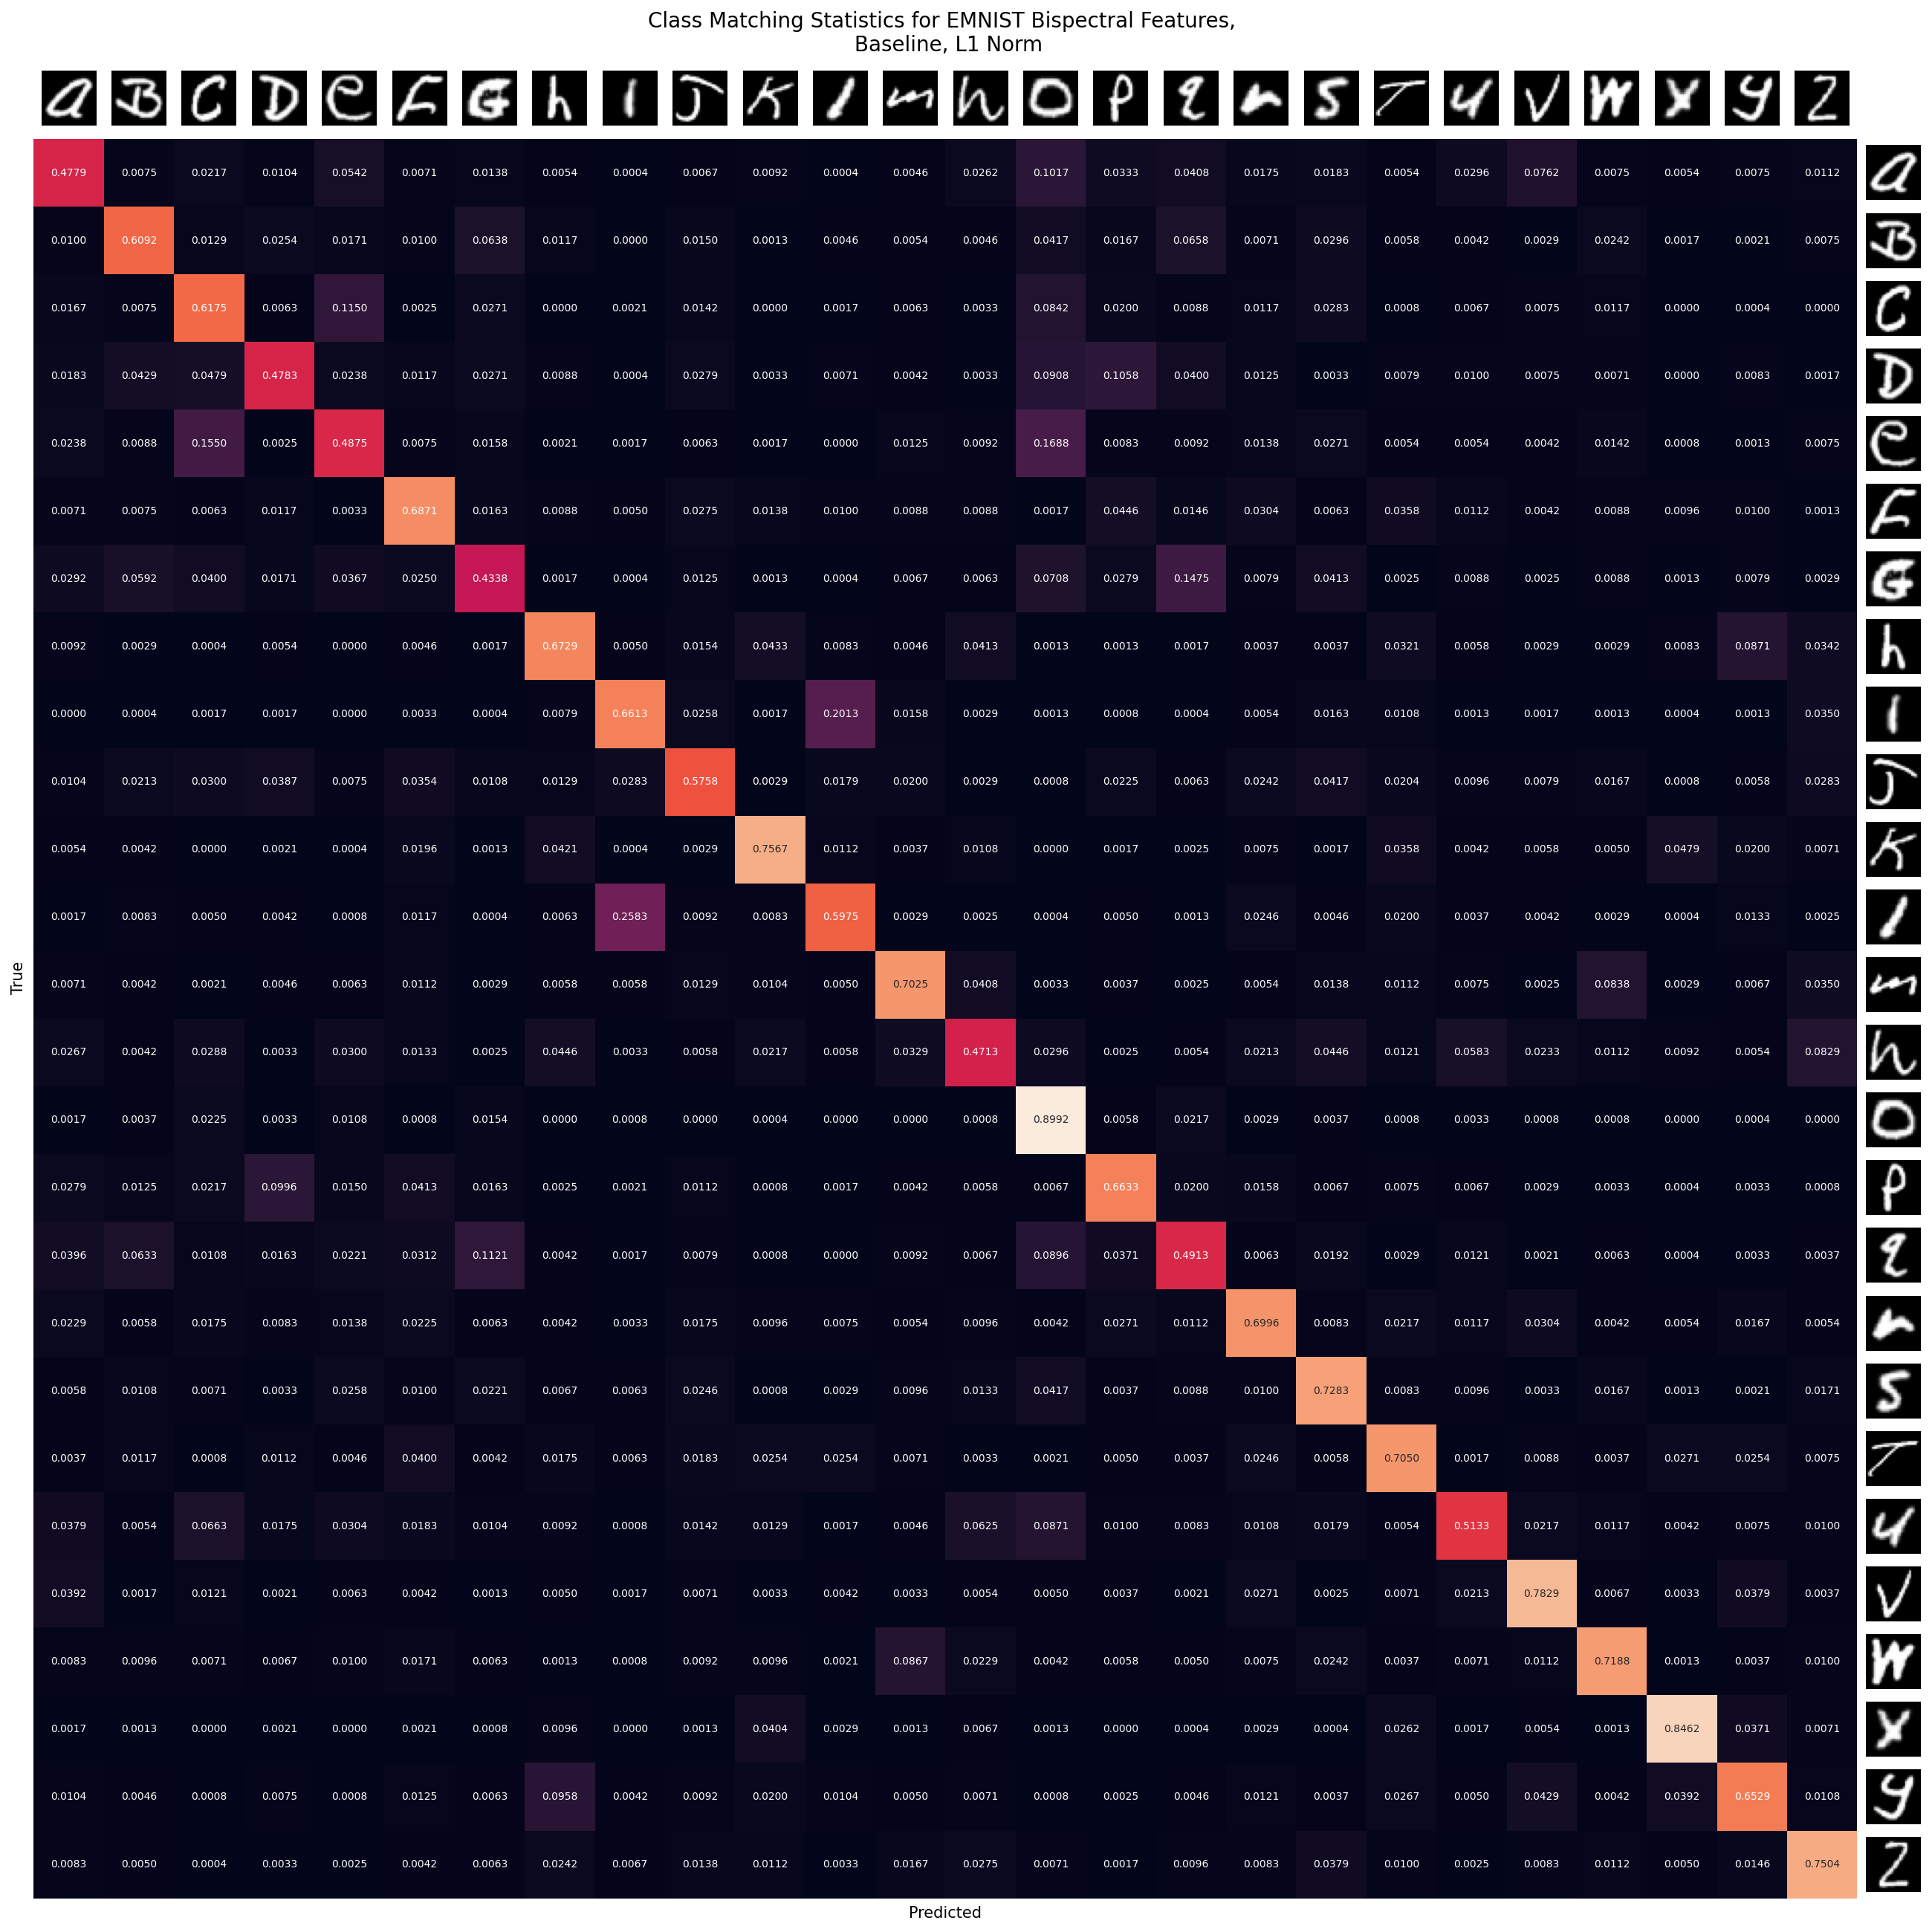 Class Matching Statistics for EMNIST Bispectral Features,
Baseline, L1 Norm
a B C D e F G h I J K l m n O p q r S T u V W X y Z
0.4779 0.0075 0.0217 0.0104 0.0542 0.0071 0.0138 0.0054 0.0004 0.0067 0.0092 0.0004 0.0046 0.0262 0.1017 0.0333 0.0408 0.0175 0.0183 0.0054 0.0296 0.0762 0.0075 0.0054 0.0075 0.0112 a
0.0100 0.6092 0.0129 0.0254 0.0171 0.0100 0.0638 0.0117 0.0000 0.0150 0.0013 0.0046 0.0054 0.0046 0.0417 0.0167 0.0658 0.0071 0.0296 0.0058 0.0042 0.0029 0.0242 0.0017 0.0021 0.0075 B
0.0167 0.0075 0.6175 0.0063 0.1150 0.0025 0.0271 0.0000 0.0021 0.0142 0.0000 0.0017 0.0063 0.0033 0.0842 0.0200 0.0088 0.0117 0.0283 0.0008 0.0067 0.0075 0.0117 0.0000 0.0004 0.0000 C
0.0183 0.0429 0.0479 0.4783 0.0238 0.0117 0.0271 0.0088 0.0004 0.0279 0.0033 0.0071 0.0042 0.0033 0.0908 0.1058 0.0400 0.0125 0.0033 0.0079 0.0100 0.0075 0.0071 0.0000 0.0083 0.0017 D
0.0238 0.0088 0.1550 0.0025 0.4875 0.0075 0.0158 0.0021 0.0017 0.0063 0.0017 0.0000 0.0125 0.0092 0.1688 0.0083 0.0092 0.0138 0.0271 0.0054 0.0054 0.0042 0.0142 0.0008 0.0013 0.0075 e
0.0071 0.0075 0.0063 0.0117 0.0033 0.6871 0.0163 0.0088 0.0050 0.0275 0.0138 0.0100 0.0088 0.0088 0.0017 0.0446 0.0146 0.0304 0.0063 0.0358 0.0112 0.0042 0.0088 0.0096 0.0100 0.0013 F
0.0292 0.0592 0.0400 0.0171 0.0367 0.0250 0.4338 0.0017 0.0004 0.0125 0.0013 0.0004 0.0067 0.0063 0.0708 0.0279 0.1475 0.0079 0.0413 0.0025 0.0088 0.0025 0.0088 0.0013 0.0079 0.0029 G
0.0092 0.0029 0.0004 0.0054 0.0000 0.0046 0.0017 0.6729 0.0050 0.0154 0.0433 0.0083 0.0046 0.0413 0.0013 0.0013 0.0017 0.0037 0.0037 0.0321 0.0058 0.0029 0.0029 0.0083 0.0871 0.0342 h
0.0000 0.0004 0.0017 0.0017 0.0000 0.0033 0.0004 0.0079 0.6613 0.0258 0.0017 0.2013 0.0158 0.0029 0.0013 0.0008 0.0004 0.0054 0.0163 0.0108 0.0013 0.0017 0.0013 0.0004 0.0013 0.0350 I
0.0104 0.0213 0.0300 0.0387 0.0075 0.0354 0.0108 0.0129 0.0283 0.5758 0.0029 0.0179 0.0200 0.0029 0.0008 0.0225 0.0063 0.0242 0.0417 0.0204 0.0096 0.0079 0.0167 0.0008 0.0058 0.0283 J
0.0054 0.0042 0.0000 0.0021 0.0004 0.0196 0.0013 0.0421 0.0004 0.0029 0.7567 0.0112 0.0037 0.0108 0.0000 0.0017 0.0025 0.0075 0.0017 0.0358 0.0042 0.0058 0.0050 0.0479 0.0200 0.0071 K
0.0017 0.0083 0.0050 0.0042 0.0008 0.0117 0.0004 0.0063 0.2583 0.0092 0.0083 0.5975 0.0029 0.0025 0.0004 0.0050 0.0013 0.0246 0.0046 0.0200 0.0037 0.0042 0.0029 0.0004 0.0133 0.0025 l
0.0071 0.0042 0.0021 0.0046 0.0063 0.0112 0.0029 0.0058 0.0058 0.0129 0.0104 0.0050 0.7025 0.0408 0.0033 0.0037 0.0025 0.0054 0.0138 0.0112 0.0075 0.0025 0.0838 0.0029 0.0067 0.0350 m
0.0267 0.0042 0.0288 0.0033 0.0300 0.0133 0.0025 0.0446 0.0033 0.0058 0.0217 0.0058 0.0329 0.4713 0.0296 0.0025 0.0054 0.0213 0.0446 0.0121 0.0583 0.0233 0.0112 0.0092 0.0054 0.0829 n
0.0017 0.0037 0.0225 0.0033 0.0108 0.0008 0.0154 0.0000 0.0008 0.0000 0.0004 0.0000 0.0000 0.0008 0.8992 0.0058 0.0217 0.0029 0.0037 0.0008 0.0033 0.0008 0.0008 0.0000 0.0004 0.0000 O
0.0279 0.0125 0.0217 0.0996 0.0150 0.0413 0.0163 0.0025 0.0021 0.0112 0.0008 0.0017 0.0042 0.0058 0.0067 0.6633 0.0200 0.0158 0.0067 0.0075 0.0067 0.0029 0.0033 0.0004 0.0033 0.0008 p
0.0396 0.0633 0.0108 0.0163 0.0221 0.0312 0.1121 0.0042 0.0017 0.0079 0.0008 0.0000 0.0092 0.0067 0.0896 0.0371 0.4913 0.0063 0.0192 0.0029 0.0121 0.0021 0.0063 0.0004 0.0033 0.0037 q
0.0229 0.0058 0.0175 0.0083 0.0138 0.0225 0.0063 0.0042 0.0033 0.0175 0.0096 0.0075 0.0054 0.0096 0.0042 0.0271 0.0112 0.6996 0.0083 0.0217 0.0117 0.0304 0.0042 0.0054 0.0167 0.0054 r
0.0058 0.0108 0.0071 0.0033 0.0258 0.0100 0.0221 0.0067 0.0063 0.0246 0.0008 0.0029 0.0096 0.0133 0.0417 0.0037 0.0088 0.0100 0.7283 0.0083 0.0096 0.0033 0.0167 0.0013 0.0021 0.0171 S
0.0037 0.0117 0.0008 0.0112 0.0046 0.0400 0.0042 0.0175 0.0063 0.0183 0.0254 0.0254 0.0071 0.0033 0.0021 0.0050 0.0037 0.0246 0.0058 0.7050 0.0017 0.0088 0.0037 0.0271 0.0254 0.0075 T
0.0379 0.0054 0.0663 0.0175 0.0304 0.0183 0.0104 0.0092 0.0008 0.0142 0.0129 0.0017 0.0046 0.0625 0.0871 0.0100 0.0083 0.0108 0.0179 0.0054 0.5133 0.0217 0.0117 0.0042 0.0075 0.0100 u
0.0392 0.0017 0.0121 0.0021 0.0063 0.0042 0.0013 0.0050 0.0017 0.0071 0.0033 0.0042 0.0033 0.0054 0.0050 0.0037 0.0021 0.0271 0.0025 0.0071 0.0213 0.7829 0.0067 0.0033 0.0379 0.0037 V
0.0083 0.0096 0.0071 0.0067 0.0100 0.0171 0.0063 0.0013 0.0008 0.0092 0.0096 0.0021 0.0867 0.0229 0.0042 0.0058 0.0050 0.0075 0.0242 0.0037 0.0071 0.0112 0.7188 0.0013 0.0037 0.0100 W
0.0017 0.0013 0.0000 0.0021 0.0000 0.0021 0.0008 0.0096 0.0000 0.0013 0.0404 0.0029 0.0013 0.0067 0.0013 0.0000 0.0004 0.0029 0.0004 0.0262 0.0017 0.0054 0.0013 0.8462 0.0371 0.0071 X
0.0104 0.0046 0.0008 0.0075 0.0008 0.0125 0.0063 0.0958 0.0042 0.0092 0.0200 0.0104 0.0050 0.0071 0.0008 0.0025 0.0046 0.0121 0.0037 0.0267 0.0050 0.0429 0.0042 0.0392 0.6529 0.0108 y
0.0083 0.0050 0.0004 0.0033 0.0025 0.0042 0.0063 0.0242 0.0067 0.0138 0.0112 0.0033 0.0167 0.0275 0.0071 0.0017 0.0096 0.0083 0.0379 0.0100 0.0025 0.0083 0.0112 0.0050 0.0146 0.7504 Z
True
Predicted